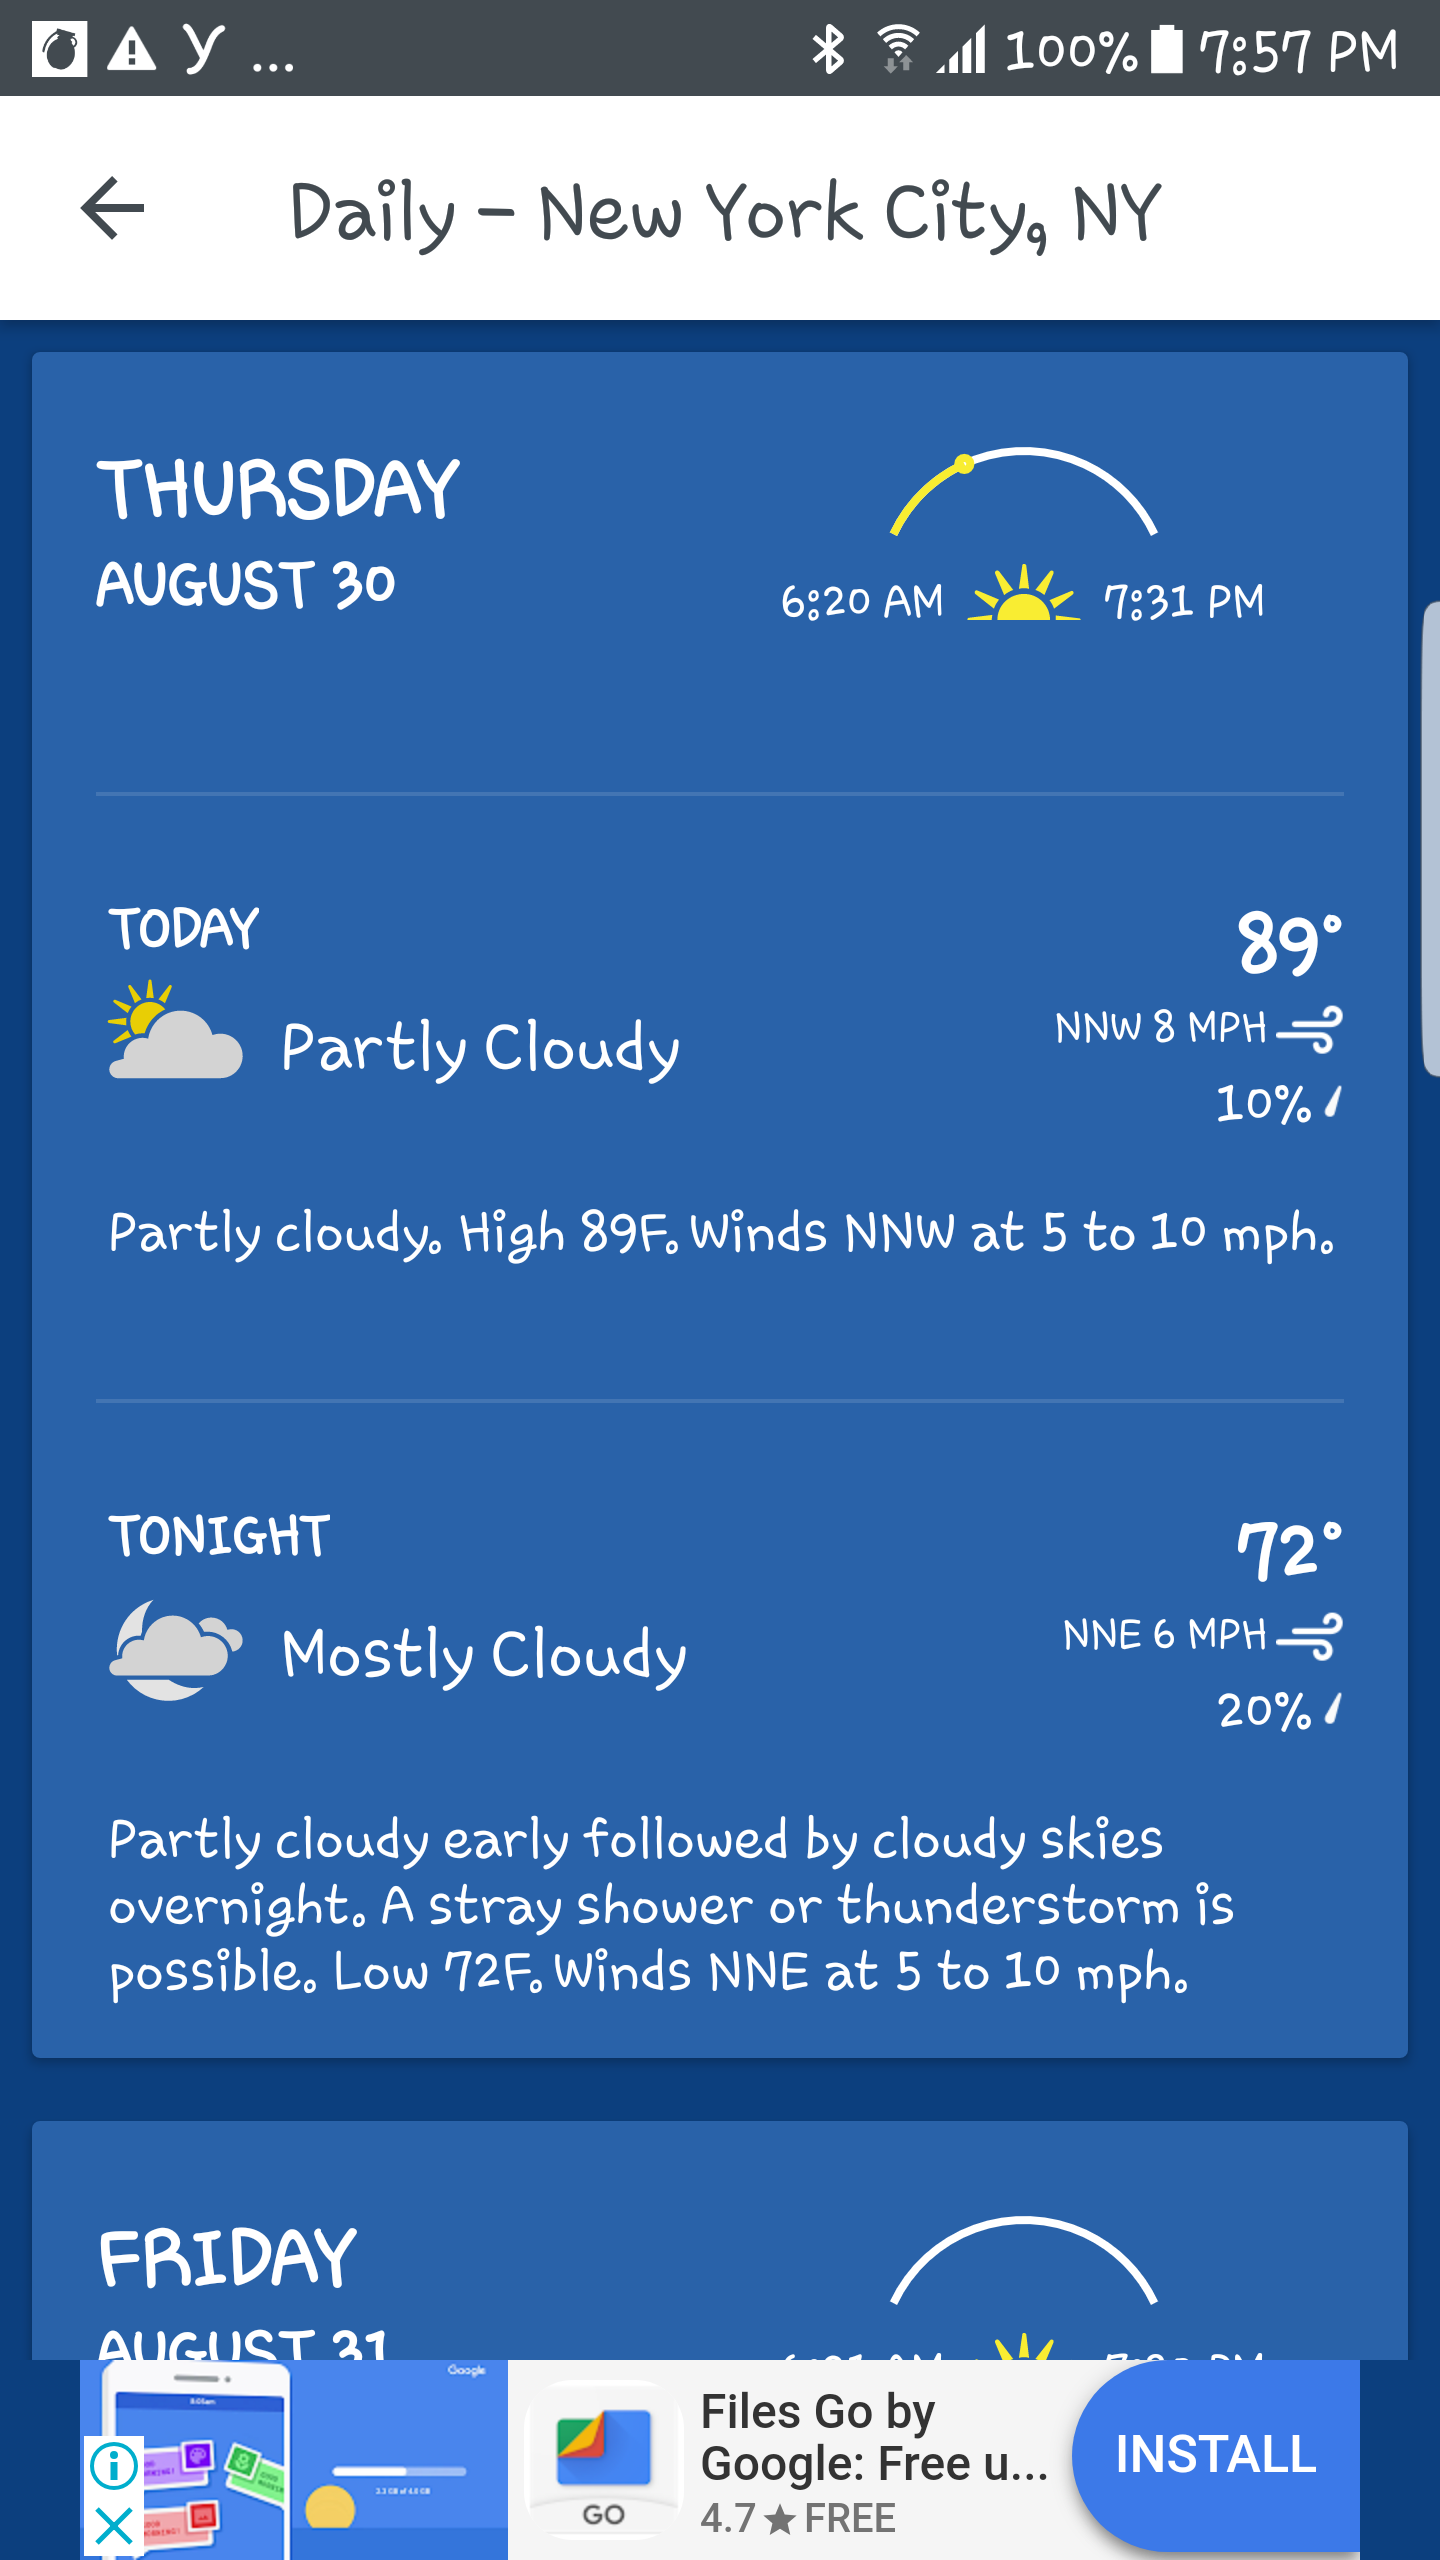 100% 7:57 PM
Daily - New York City, NY
THURSDAY
AUGUST 30
6:20 AM 7:31 PM
TODAY
89°
Partly Cloudy
NNW 8 MPH
10%
Partly cloudy. High 89F. Winds NNW at 5 to 10 mph.
TONIGHT
72°
Mostly Cloudy
NNE 6 MPH
20%
Partly cloudy early followed by cloudy skies
overnight. A stray shower or thunderstorm is
possible. Low 72F. Winds NNE at 5 to 10 mph.
FRIDAY
AUGUST 31
Google
Files Go by
Google: Free u...
4.7★FREE
GO
INSTALL